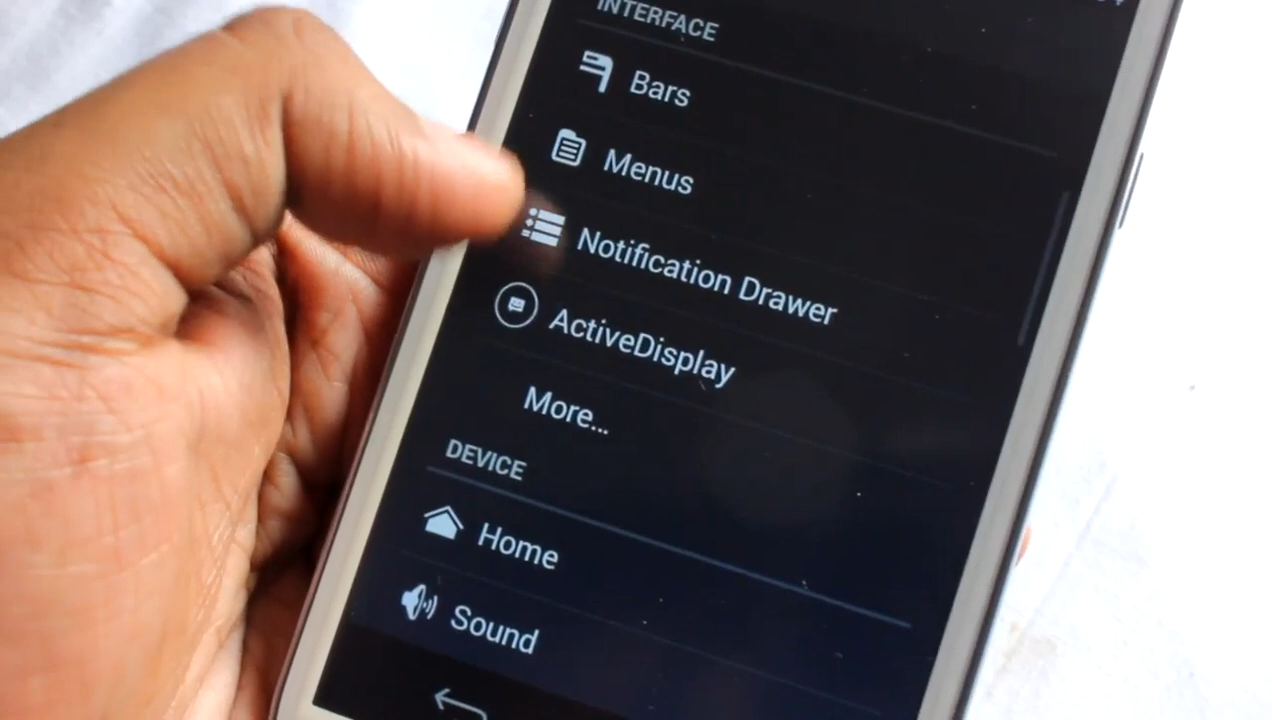 INTERFACE
Bars
Menus
Notification Drawer
ActiveDisplay
More...
DEVICE
Home
Sound